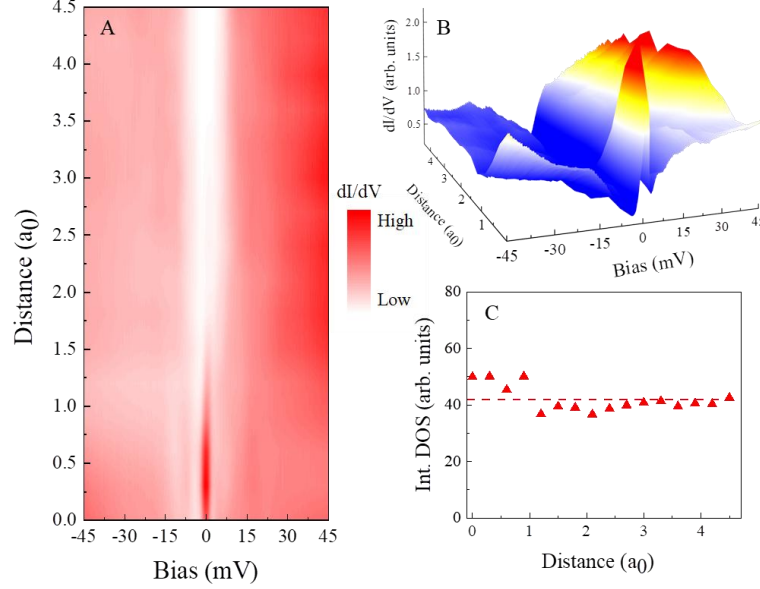 A
4.5
4.0
3.5
3.0
2.5
2.0
1.5
1.0
0.5
0.0
Distance (a0)
-45 -30 -15 0 15 30 45
Bias (mV)
dI/dV
High
Low
B
2.0
1.5
1.0
0.5
dI/dV (arb. units)
4
3
2
1
Distance (a0)
-45 -30 -15 0 15 30 45
Bias (mV)
C
80
60
40
20
0
Int. DOS (arb. units)
0 1 2 3 4
Distance (a0)